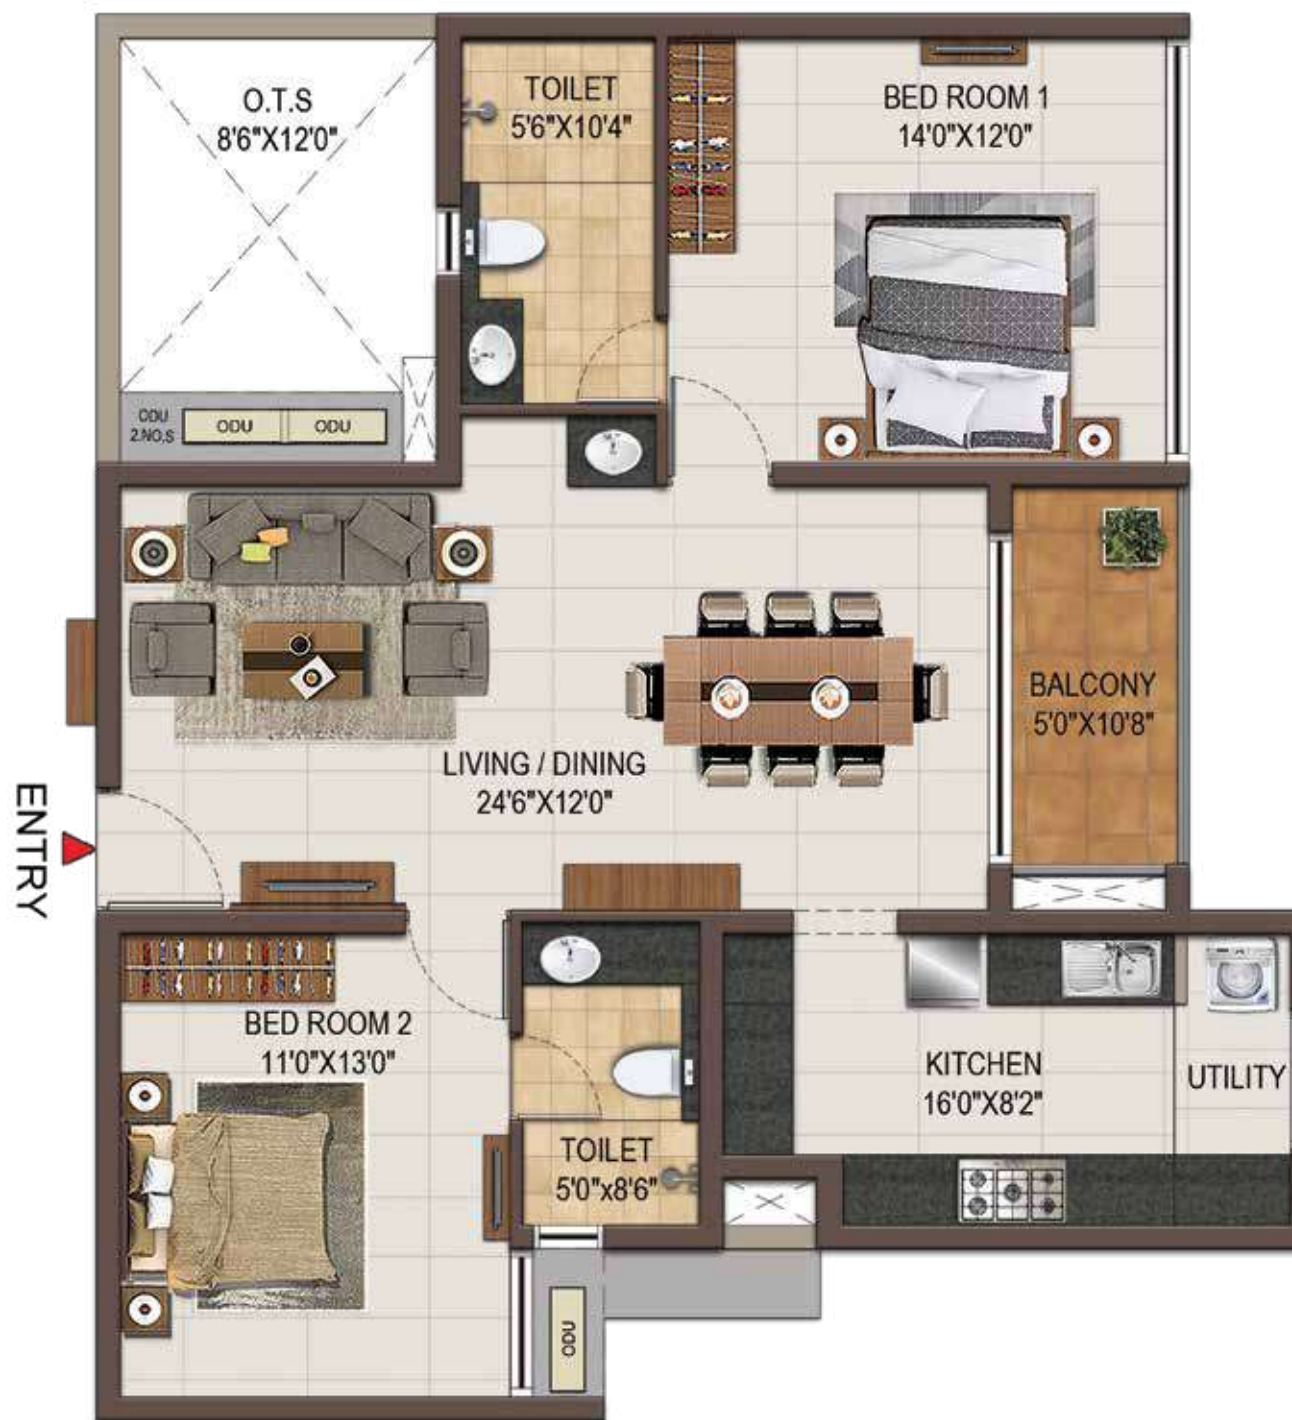 O.T.S
8'6"X12'0"
TOILET
5'6"X10'4"
BED ROOM 1
14'0"X12'0"
ODU
2.NO,S
ODU
ODU
BALCONY
5'0"X10'8"
LIVING / DINING
24'6"X12'0"
ENTRY
BED ROOM 2
11'0"X13'0"
KITCHEN
16'0"X8'2"
UTILITY
TOILET
5'0"x8'6"
ODU